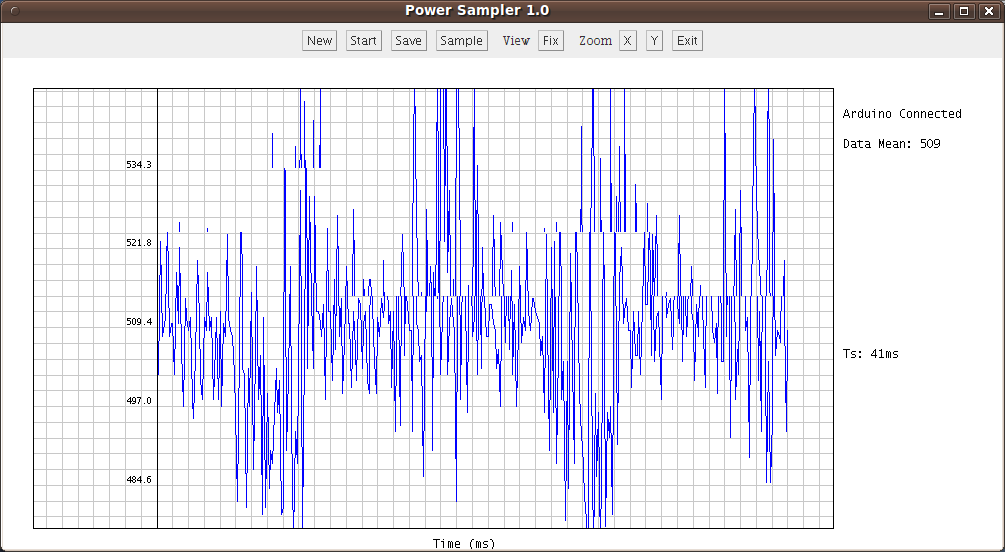 Power Sampler 1.0
New Start Save Sample View Fix Zoom X Y Exit
Arduino Connected
Data Mean: 509
534.3
521.8
509.4
Ts: 41ms
497.0
484.6
Time (ms)